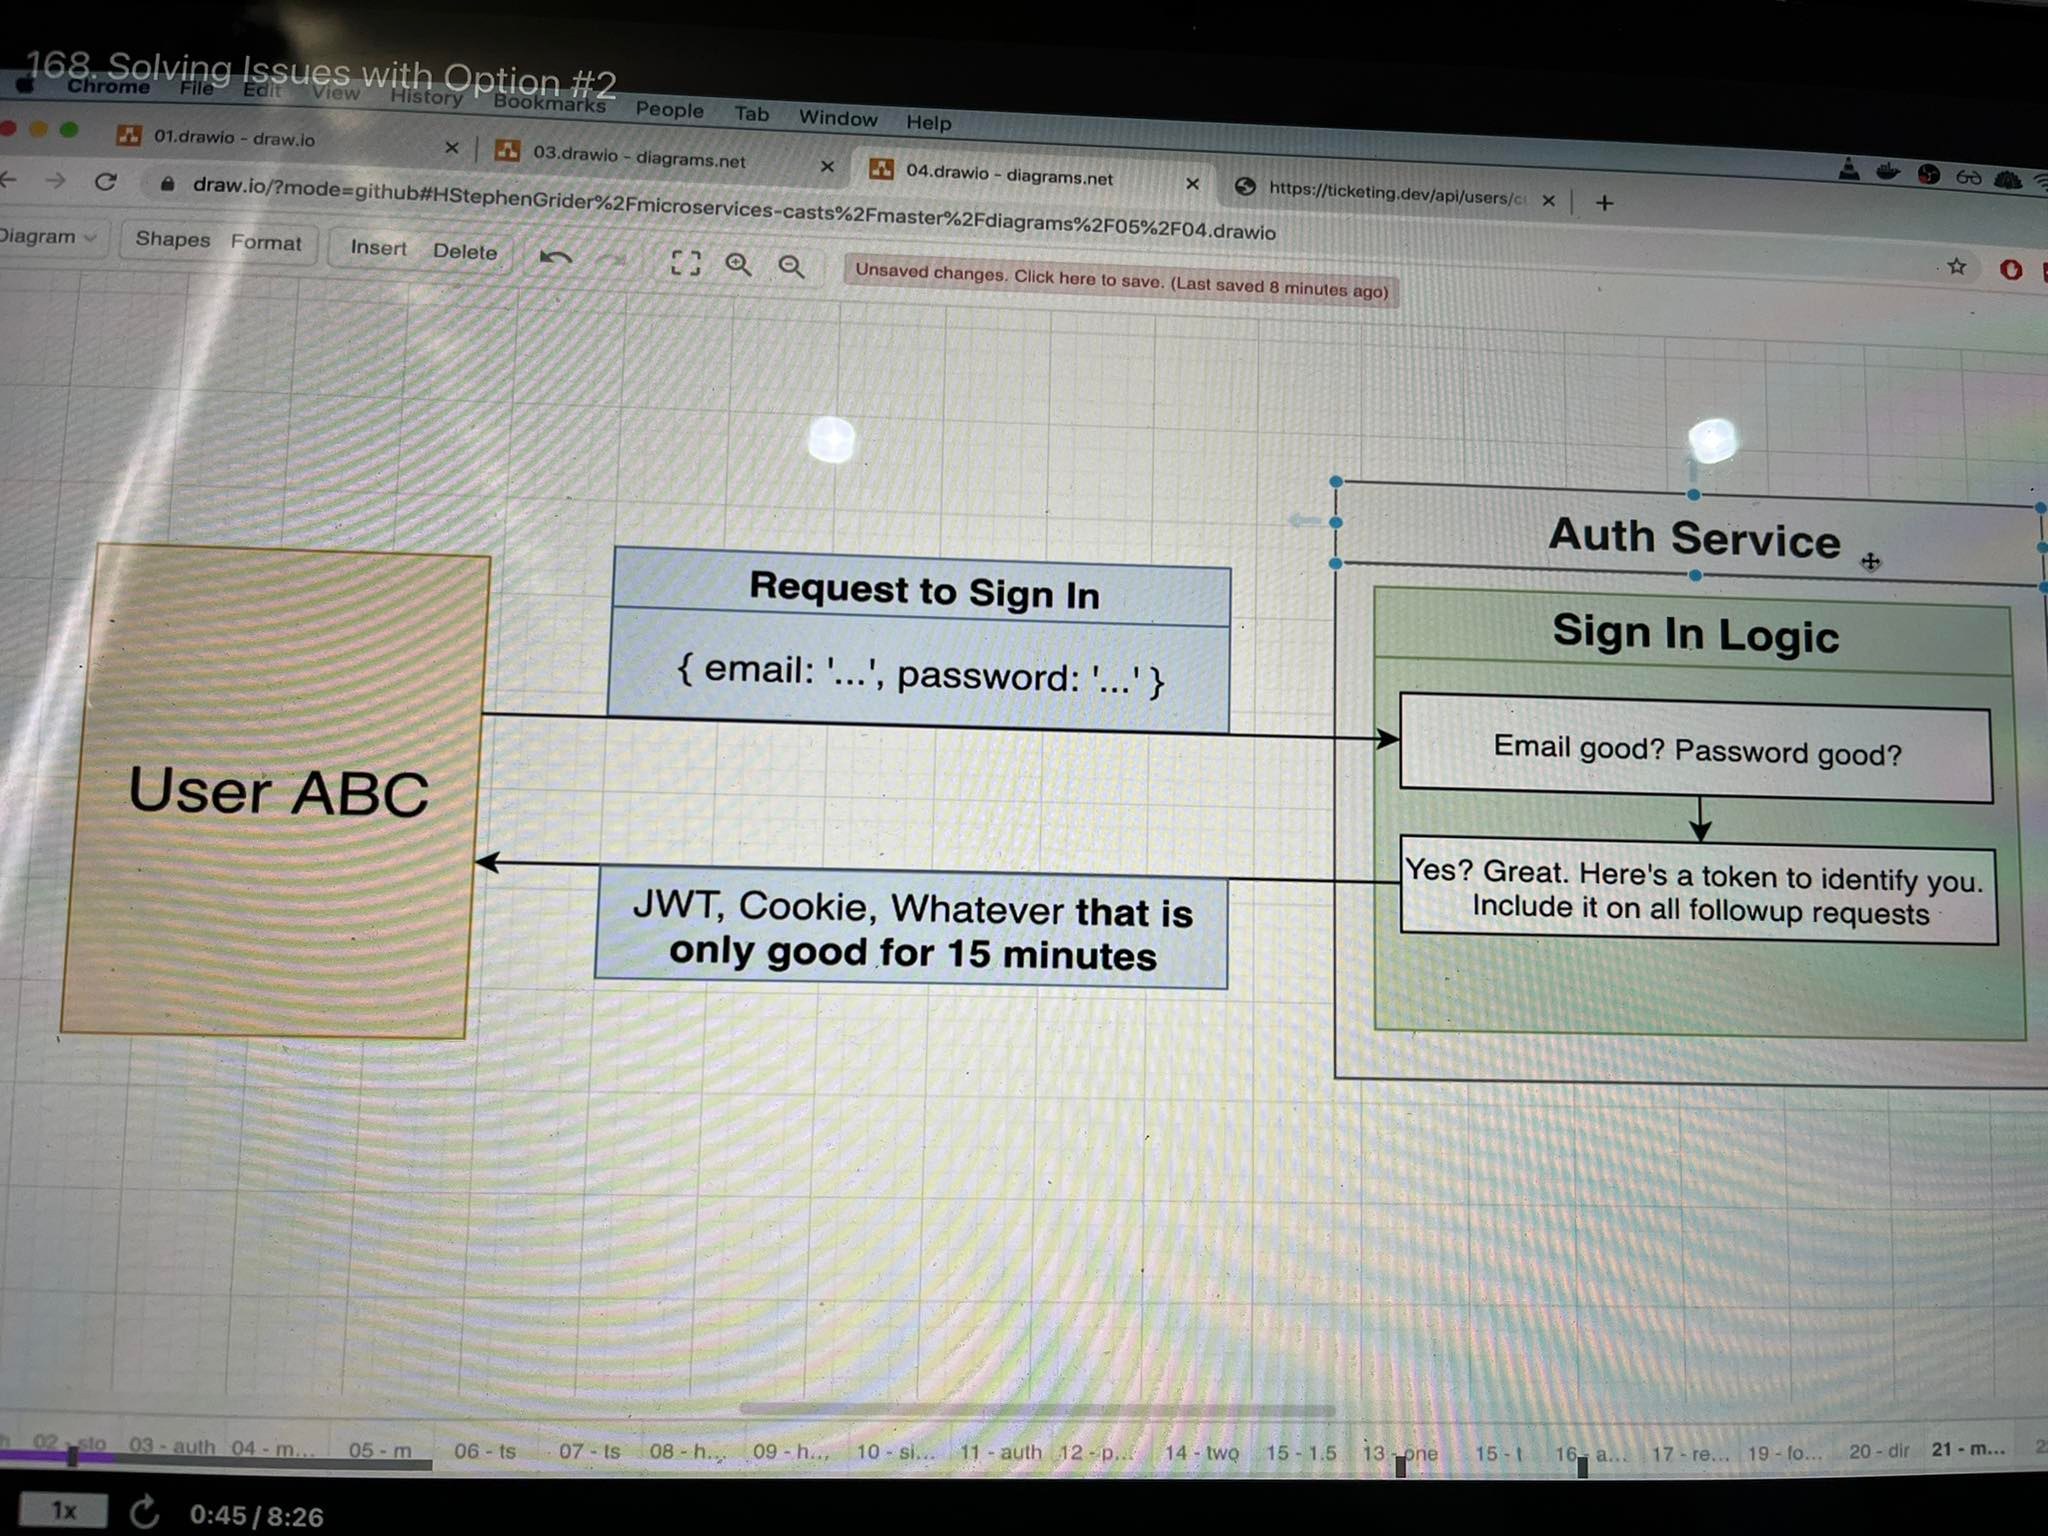 168. Solving Issues with Option #2
Chrome File Edit View History Bookmarks People Tab Window Help
01.drawio - draw.io
03.drawio - diagrams.net
04.drawio - diagrams.net
https://ticketing.dev/api/users/c
draw.io/?mode=github#HStephenGrider%2Fmicroservices-casts%2Fmaster%2Fdiagrams%2F05%2F04.drawio
Diagram Shapes Format Insert Delete
Unsaved changes. Click here to save. (Last saved 8 minutes ago)
Auth Service
Request to Sign In
{ email: '...', password: '...' }
Sign In Logic
Email good? Password good?
User ABC
Yes? Great. Here's a token to identify you.
Include it on all followup requests
JWT, Cookie, Whatever that is
only good for 15 minutes
02 - sto 03 - auth 04 - m... 05 - m 06 - ts 07 - ts 08 - h... 09 - h... 10 - si... 11 - auth 12 - p... 14 - two 15 - 1.5 13 - one 15 - t 16 - a... 17 - re... 19 - fo... 20 - dir 21 - m...
1x 0:45 / 8:26